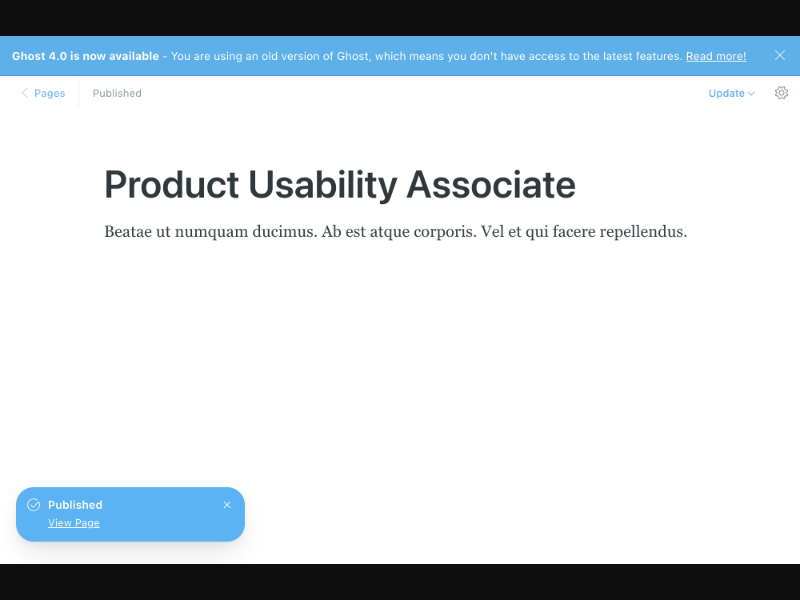 Ghost 4.0 is now available - You are using an old version of Ghost, which means you don't have access to the latest features. Read more!
Pages Published Update
Product Usability Associate
Beatae ut numquam ducimus. Ab est atque corporis. Vel et qui facere repellendus.
Published
View Page